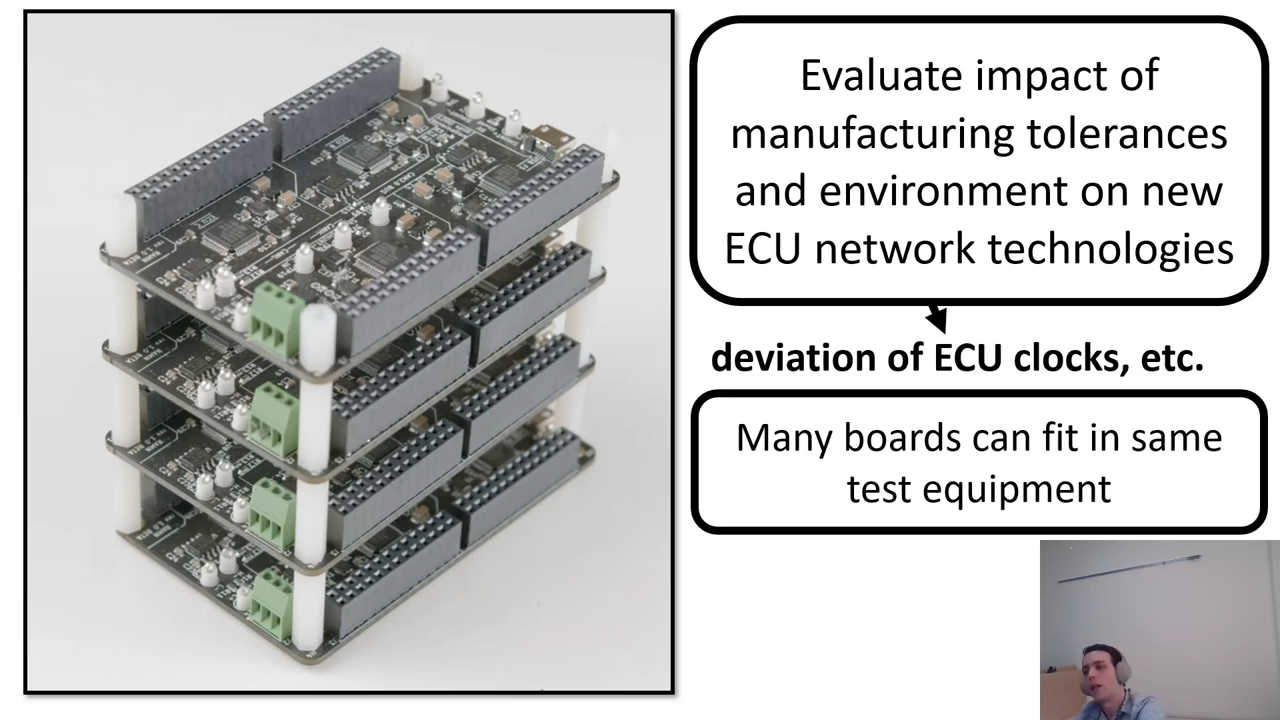 Evaluate impact of
manufacturing tolerances
and environment on new
ECU network technologies
deviation of ECU clocks, etc.
Many boards can fit in same
test equipment